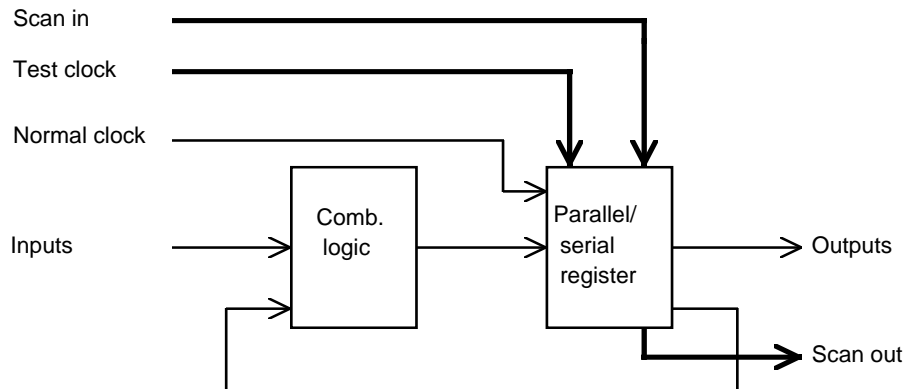 Scan in
Test clock
Normal clock
Comb.
logic
Parallel/
serial
register
Inputs
Outputs
Scan out